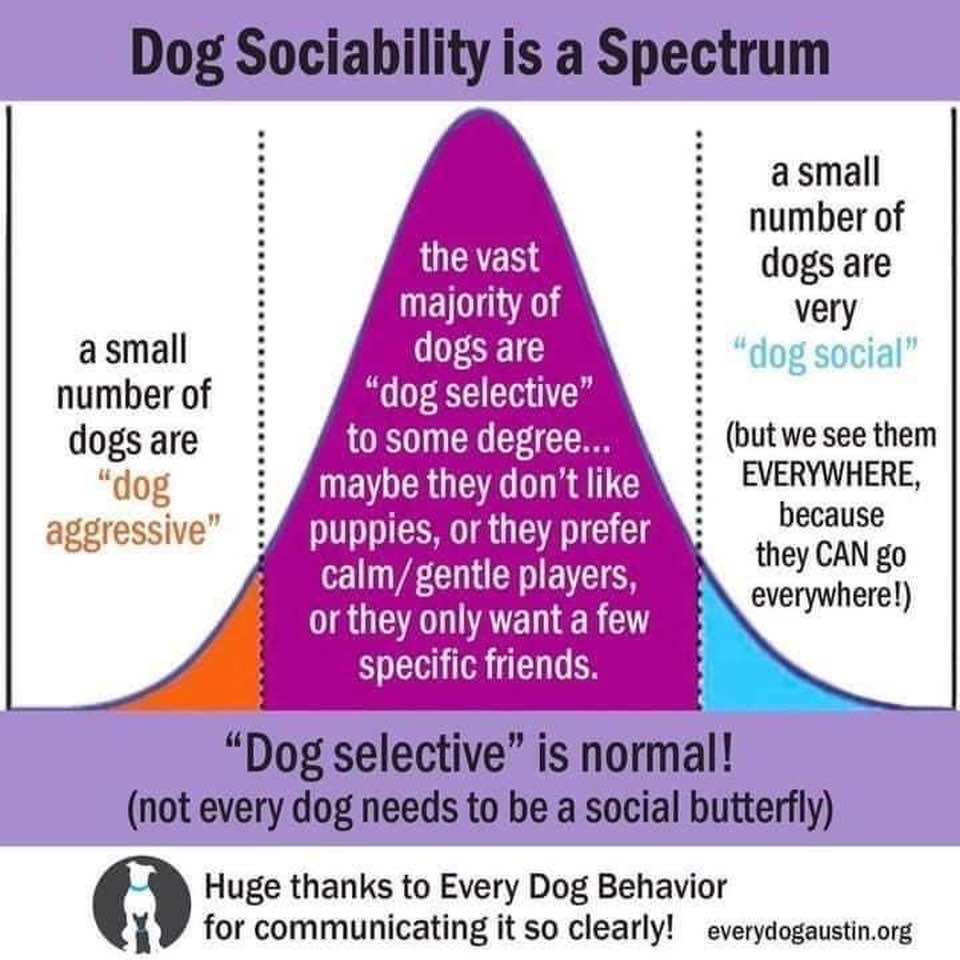 Dog Sociability is a Spectrum
a small
number of
dogs are
“dog
aggressive”
the vast
majority of
dogs are
“dog selective”
to some degree...
maybe they don’t like
puppies, or they prefer
calm/gentle players,
or they only want a few
specific friends.
a small
number of
dogs are
very
“dog social”
(but we see them
EVERYWHERE,
because
they CAN go
everywhere!)
“Dog selective” is normal!
(not every dog needs to be a social butterfly)
Huge thanks to Every Dog Behavior
for communicating it so clearly! everydogaustin.org